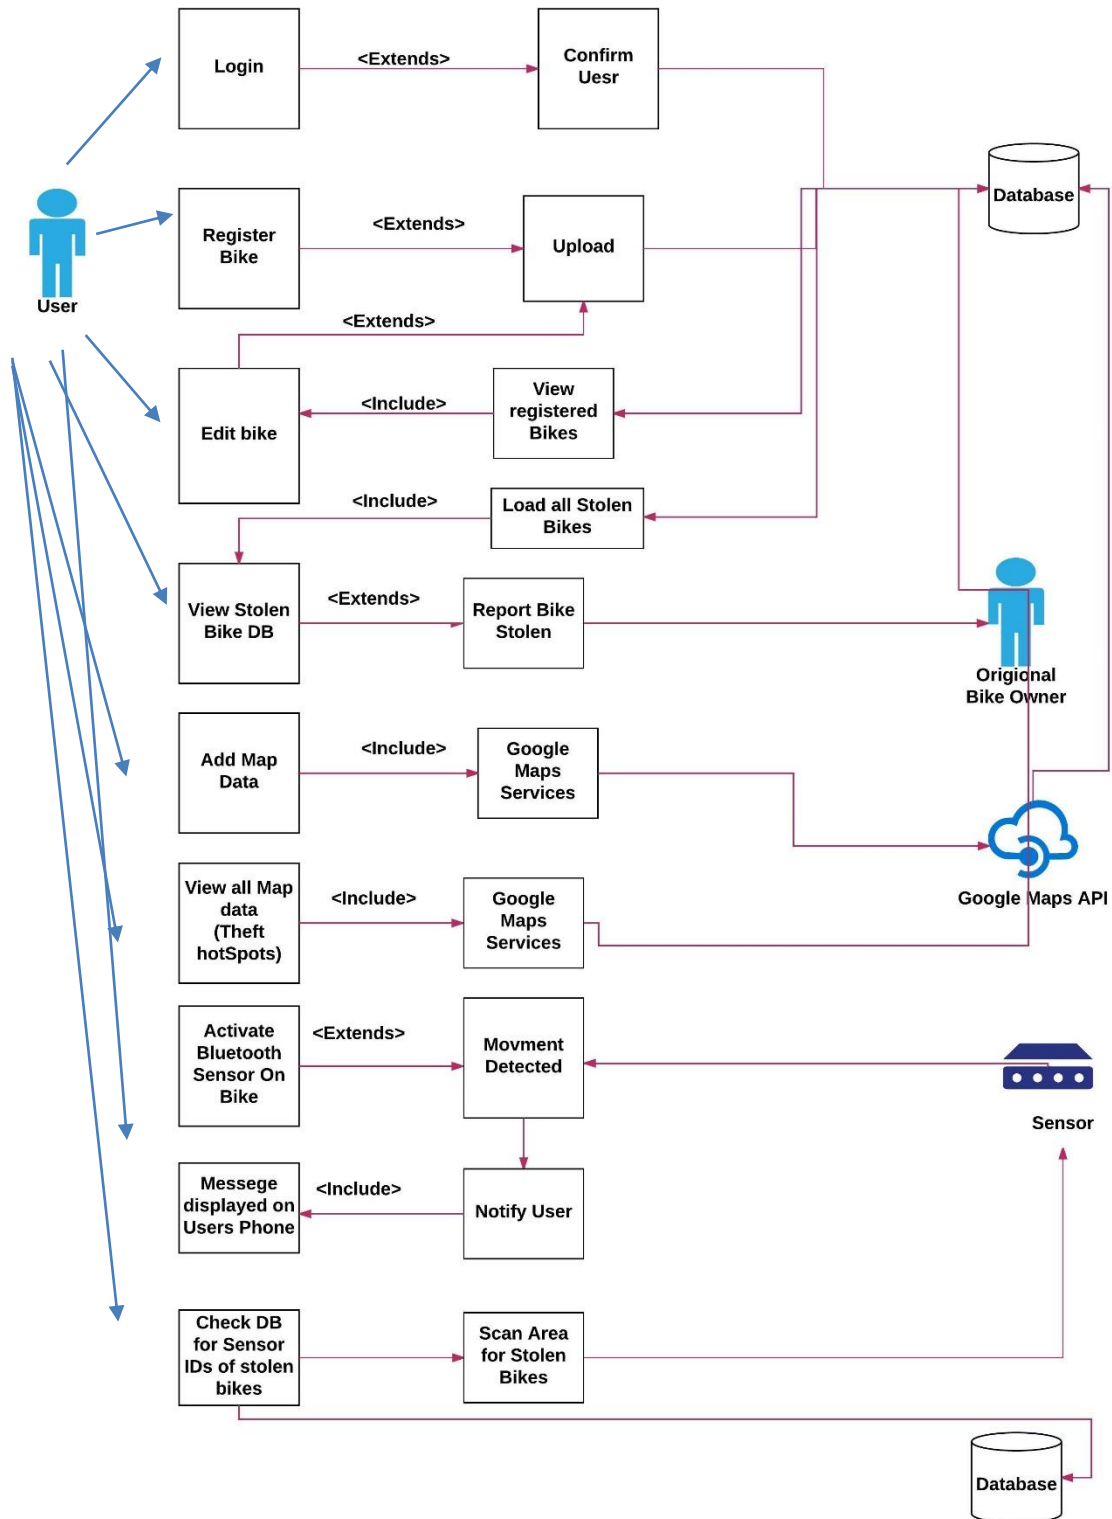 Login
<Extends>
Confirm
Uesr
Database
Register
Bike
<Extends>
Upload
User
<Extends>
Edit bike
<Include>
View
registered
Bikes
<Include>
Load all Stolen
Bikes
View Stolen
Bike DB
<Extends>
Report Bike
Stolen
Origional
Bike Owner
Add Map
Data
<Include>
Google
Maps
Services
Google Maps API
View all Map
data
(Theft
hotSpots)
<Include>
Google
Maps
Services
Activate
Bluetooth
Sensor On
Bike
<Extends>
Movment
Detected
Sensor
Messege
displayed on
Users Phone
<Include>
Notify User
Check DB
for Sensor
IDs of stolen
bikes
Scan Area
for Stolen
Bikes
Database